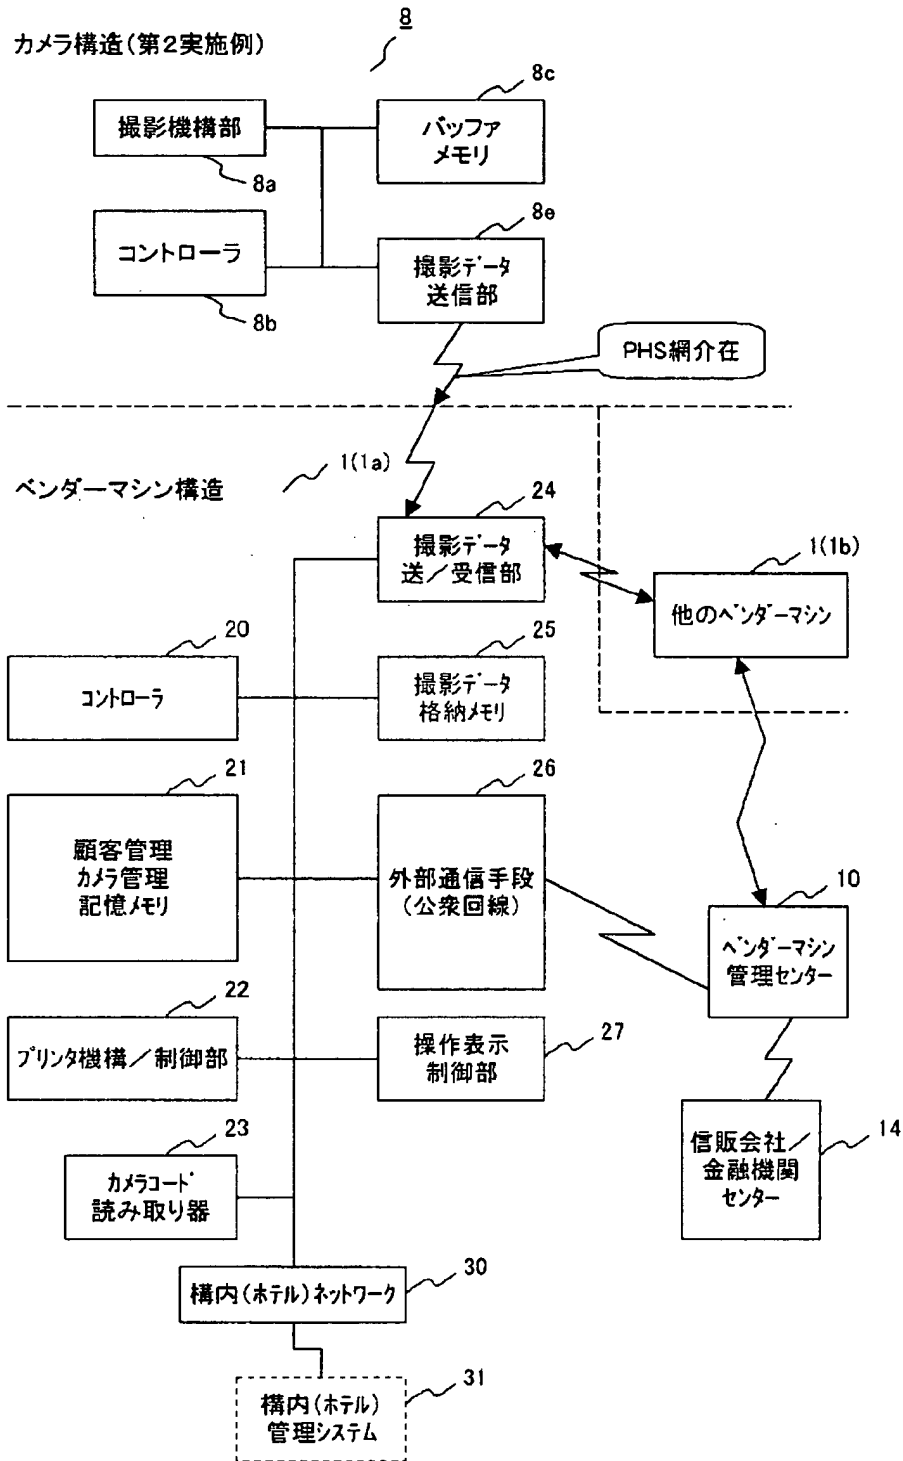 8
カメラ構造(第2実施例)
8c
撮影機構部
バッファ
メモリ
8a
8e
コントローラ
撮影データ
送信部
8b
PHS網介在
1(1a)
ベンダーマシン構造
24
撮影データ
送/受信部
1(1b)
他のベンダーマシン
20
コントローラ
25
撮影データ
格納メモリ
21
顧客管理
カメラ管理
記憶メモリ
26
外部通信手段
(公衆回線)
10
ベンダーマシン
管理センター
22
プリンタ機構/制御部
操作表示
制御部
27
23
カメラコード
読み取り器
信販会社/
金融機関
センター
14
構内(ホテル)ネットワーク
30
構内(ホテル)
管理システム
31